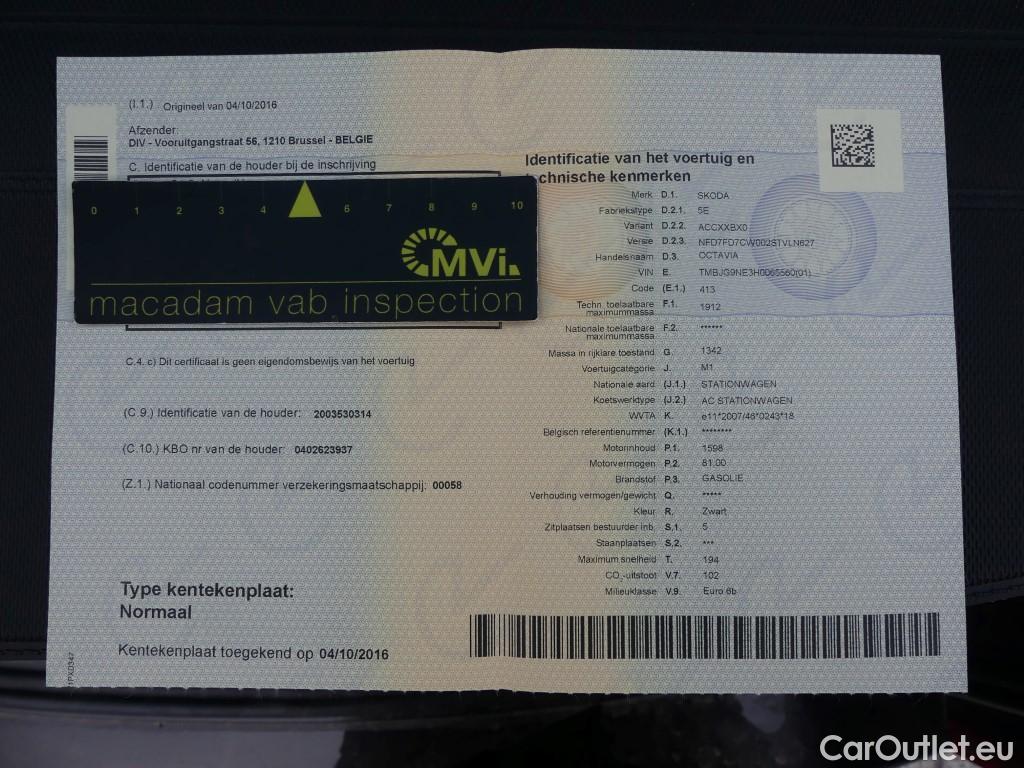 (I.1.) Origineel van 04/10/2016
Afzender:
DIV - Vooruitgangstraat 56, 1210 Brussel - BELGIE
C. Identificatie van de houder bij de inschrijving
0 1 2 3 4 6 7 8 9 10
MVi.
macadam vab inspection
C.4. c) Dit certificaat is geen eigendomsbewijs van het voertuig
(C 9.) Identificatie van de houder: 2003530314
(C.10.) KBO nr van de houder: 0402623937
(Z.1.) Nationaal codenummer verzekeringsmaatschappij: 00058
Type kentekenplaat:
Normaal
Kentekenplaat toegekend op 04/10/2016
Identificatie van het voertuig en
technische kenmerken
Merk D.1. SKODA
Fabriekstype D.2.1. 5E
Variant D.2.2. ACCXXBX0
Versie D.2.3. NFD7FD7CW002STVLN627
Handelsnaam D.3. OCTAVIA
VIN E. TMBJG9NE3H0065560(01)
Code (E.1.) 413
Techn. toelaatbare
maximummassa F.1. 1912
Nationale toelaatbare
maximummassa F.2. ******
Massa in rijklare toestand G. 1342
Voertuigcategorie J. M1
Nationale aard (J.1.) STATIONWAGEN
Koetswerktype (J.2.) AC STATIONWAGEN
WVTA K. e11*2007/46*0243*18
Belgisch referentienummer (K.1.) ********
Motorinhoud P.1. 1598
Motorvermogen P.2. 81,00
Brandstof P.3. GASOLIE
Verhouding vermogen/gewicht Q. *****
Kleur R. Zwart
Zitplaatsen bestuurder inb. S.1. 5
Staanplaatsen S.2. ***
Maximum snelheid T. 194
CO2-uitstoot V.7. 102
Milieuklasse V.9. Euro 6b
CarOutlet.eu